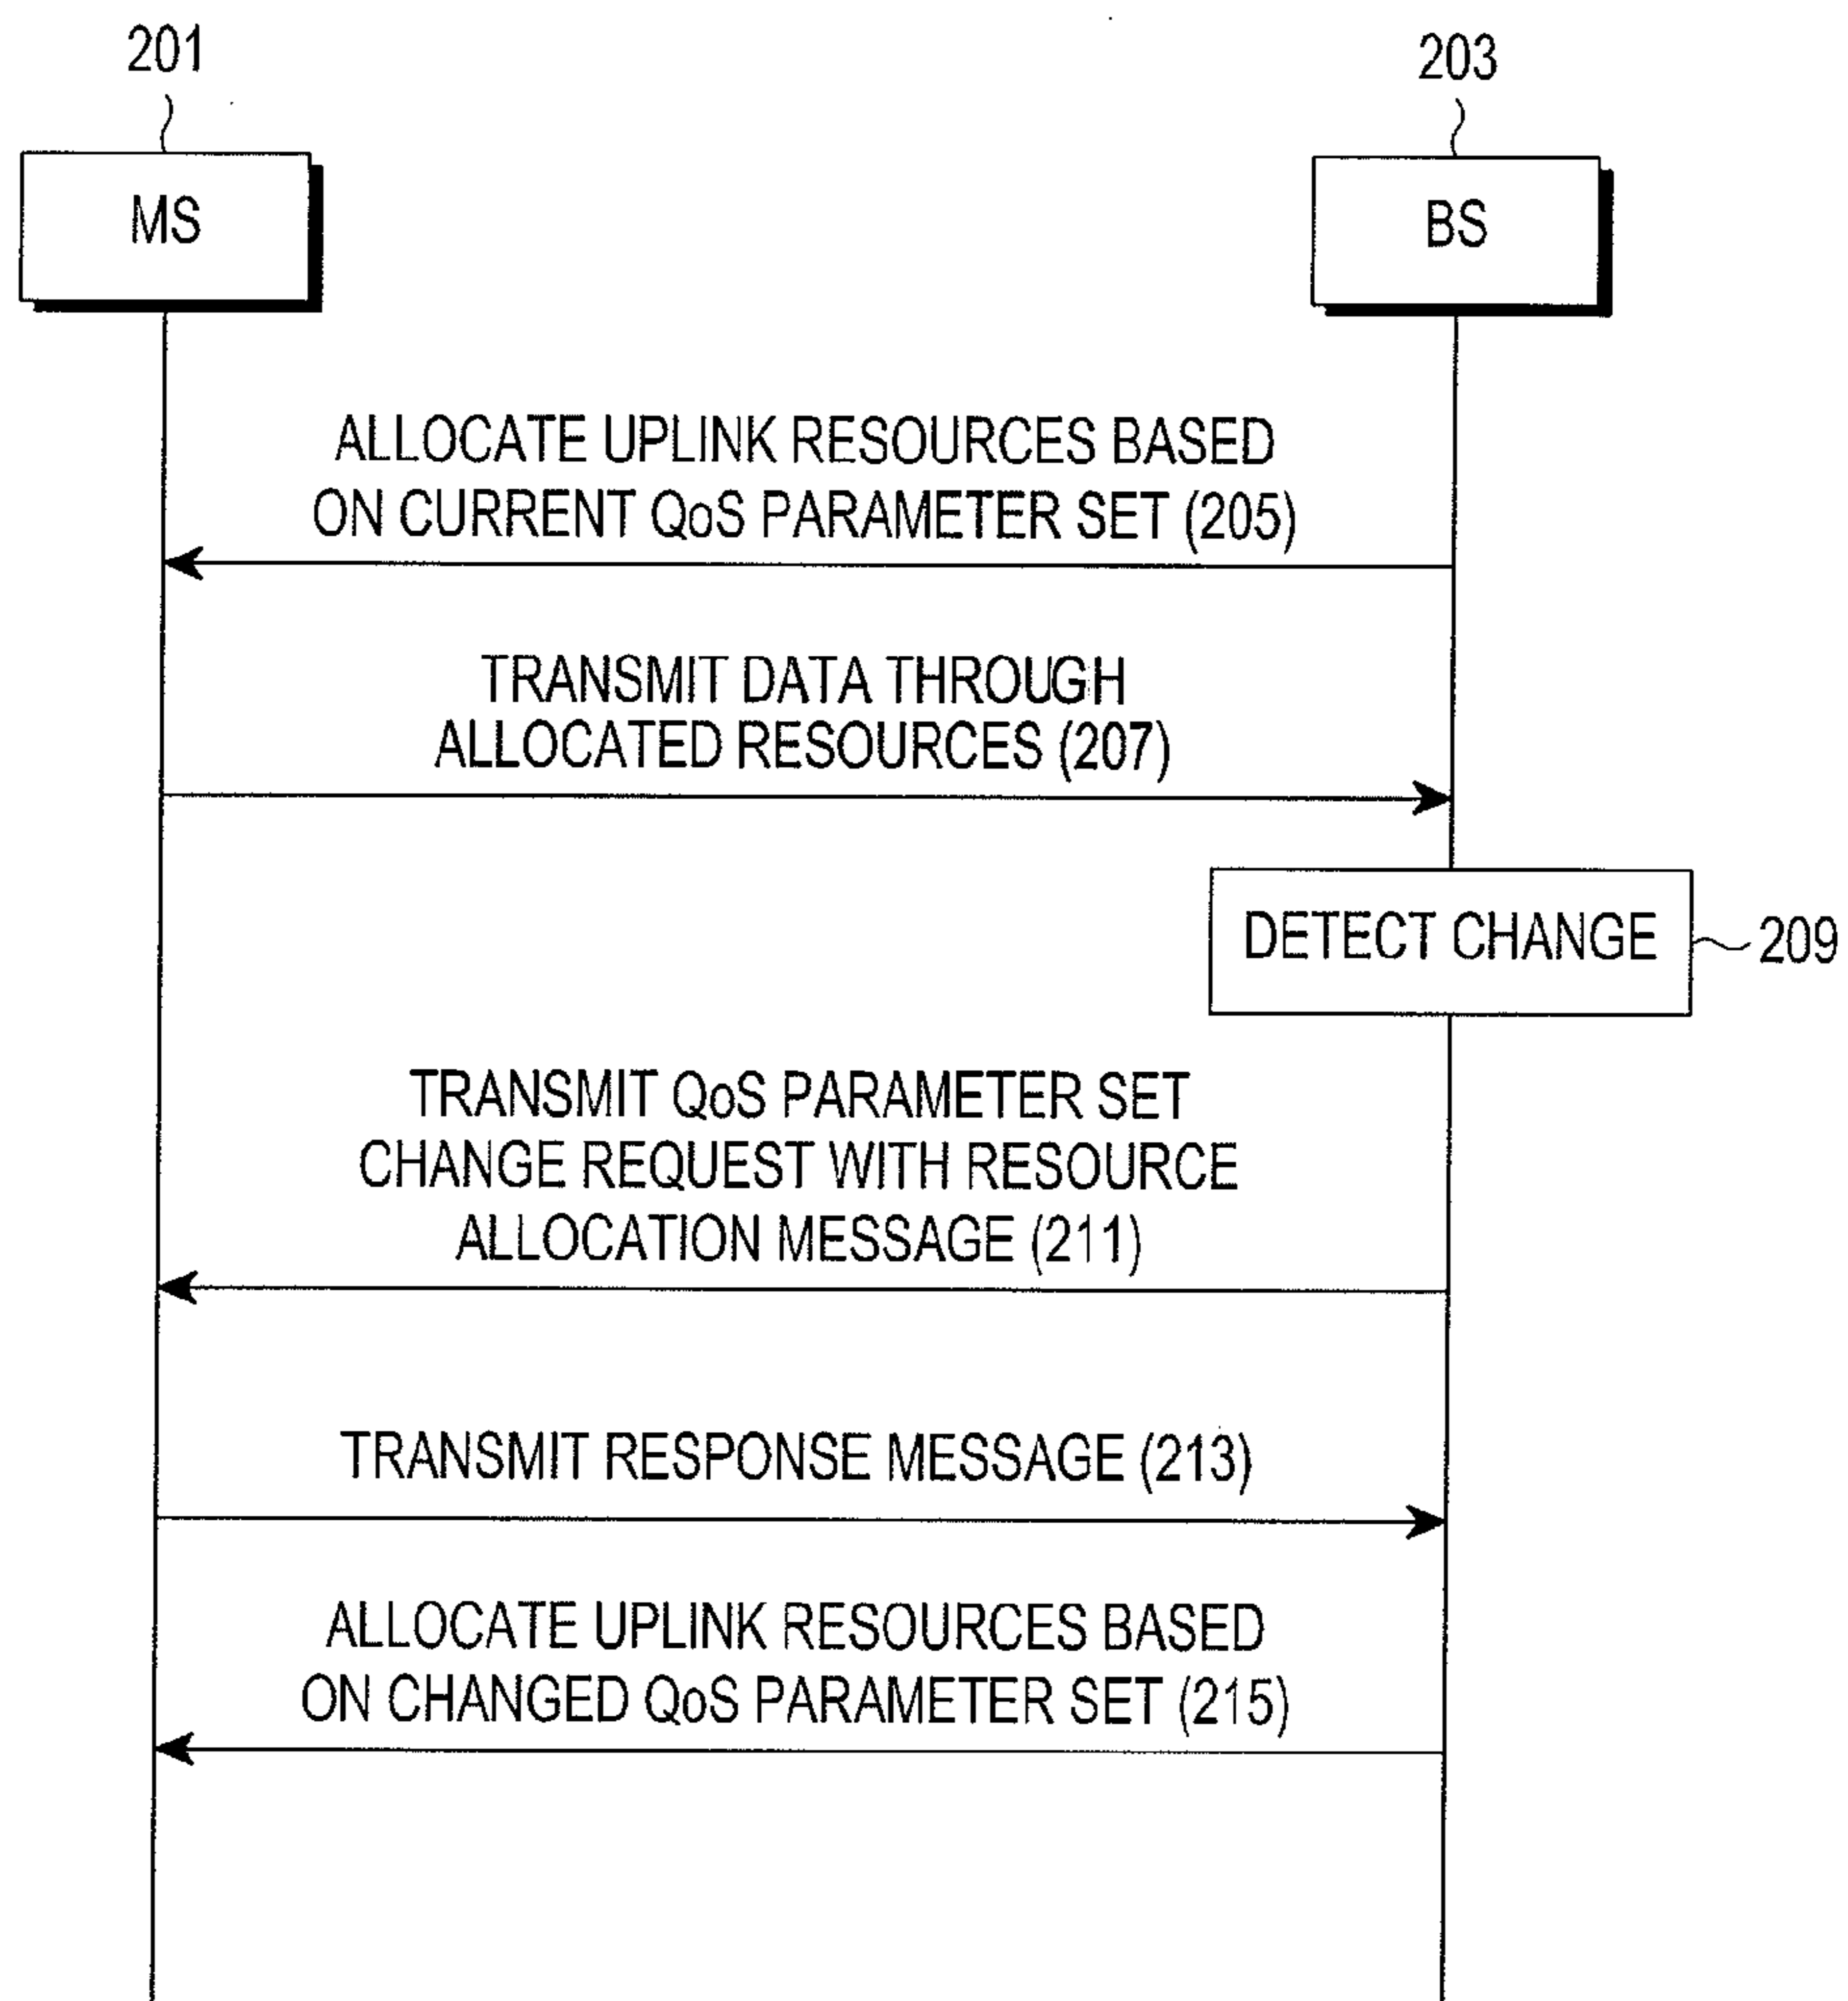 201
203
MS
BS
ALLOCATE UPLINK RESOURCES BASED
ON CURRENT QoS PARAMETER SET (205)
TRANSMIT DATA THROUGH
ALLOCATED RESOURCES (207)
DETECT CHANGE
209
TRANSMIT QoS PARAMETER SET
CHANGE REQUEST WITH RESOURCE
ALLOCATION MESSAGE (211)
TRANSMIT RESPONSE MESSAGE (213)
ALLOCATE UPLINK RESOURCES BASED
ON CHANGED QoS PARAMETER SET (215)